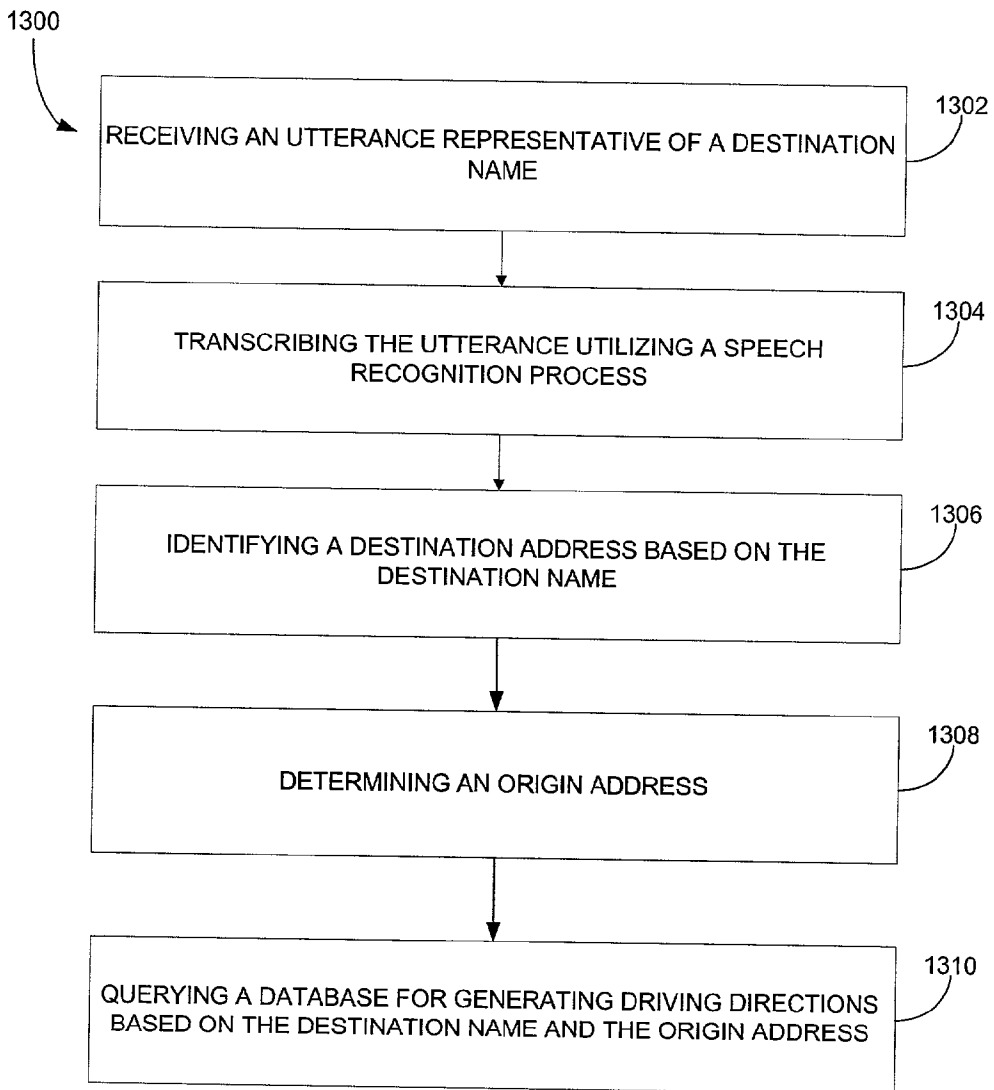 1300
1302
RECEIVING AN UTTERANCE REPRESENTATIVE OF A DESTINATION
NAME
1304
TRANSCRIBING THE UTTERANCE UTILIZING A SPEECH
RECOGNITION PROCESS
1306
IDENTIFYING A DESTINATION ADDRESS BASED ON THE
DESTINATION NAME
1308
DETERMINING AN ORIGIN ADDRESS
1310
QUERYING A DATABASE FOR GENERATING DRIVING DIRECTIONS
BASED ON THE DESTINATION NAME AND THE ORIGIN ADDRESS